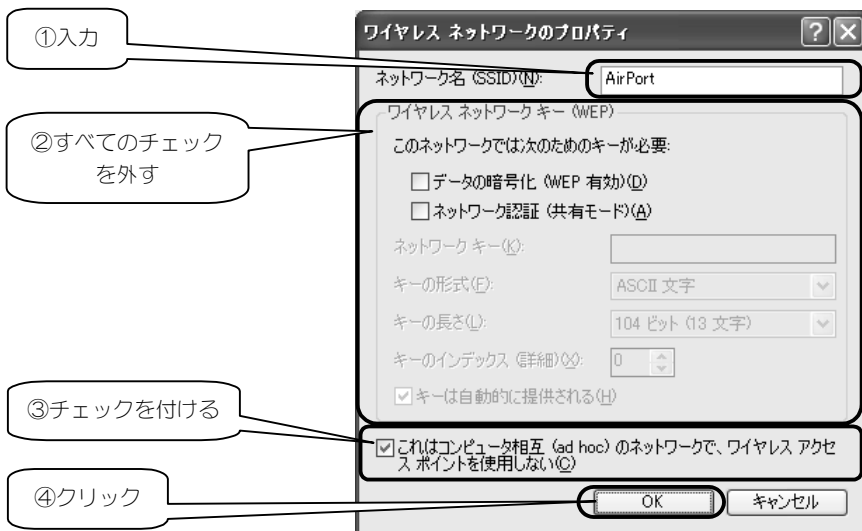 ①入力
ワイヤレス ネットワークのプロパティ
ネットワーク名 (SSID)(N):
AirPort
②すべてのチェック
を外す
ワイヤレス ネットワーク キー (WEP)
このネットワークでは次のためのキーが必要:
データの暗号化 (WEP 有効)(D)
ネットワーク認証 (共有モード)(A)
ネットワーク キー(K):
キーの形式(F):
ASCII 文字
キーの長さ(L):
104 ビット (13 文字)
キーのインデックス (詳細)(X):
0
キーは自動的に提供される(H)
③チェックを付ける
これはコンピュータ相互 (ad hoc) のネットワークで、ワイヤレス アクセ
ス ポイントを使用しない(C)
④クリック
OK
キャンセル